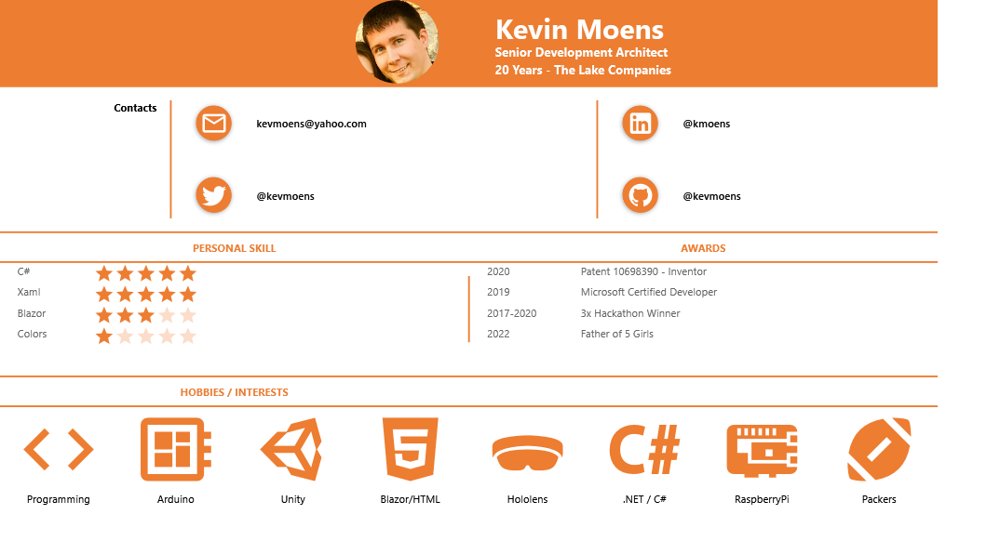 Kevin Moens
Senior Development Architect
20 Years - The Lake Companies
Contacts
kevmoens@yahoo.com
@kmoens
@kevmoens
@kevmoens
PERSONAL SKILL
AWARDS
C#
2020 Patent 10698390 - Inventor
Xaml
2019 Microsoft Certified Developer
Blazor
2017-2020 3x Hackathon Winner
Colors
2022 Father of 5 Girls
HOBBIES / INTERESTS
in
5
C#
Programming
Arduino
Unity
Blazor/HTML
Hololens
.NET / C#
RaspberryPi
Packers